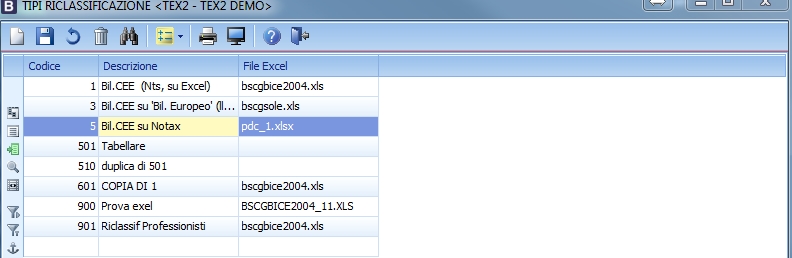 B TIPI RICLASSIFICAZIONE <TEX2 - TEX2 DEMO>
Codice Descrizione File Excel
1 Bil.CEE (Nts, su Excel) bscgbice2004.xls
3 Bil.CEE su 'Bil. Europeo' (Il... bscgsole.xls
5 Bil.CEE su Notax pdc_1.xlsx
501 Tabellare
510 duplica di 501
601 COPIA DI 1 bscgbice2004.xls
900 Prova exel BSCGBICE2004_11.XLS
901 Riclassif Professionisti bscgbice2004.xls